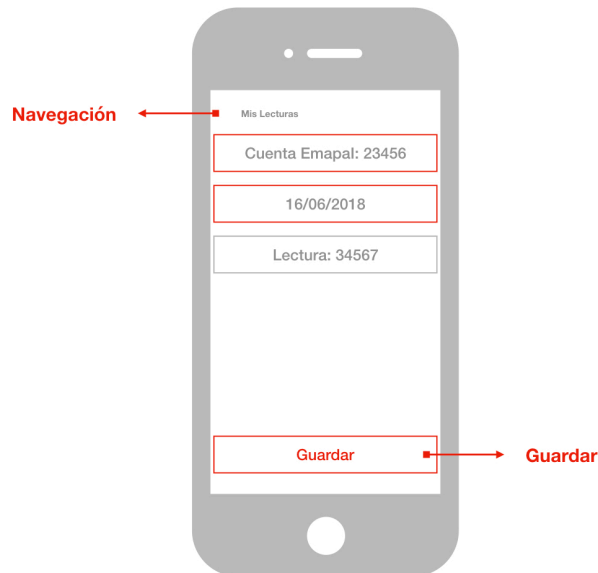 Navegación
Mis Lecturas
Cuenta Emapal: 23456
16/06/2018
Lectura: 34567
Guardar
Guardar